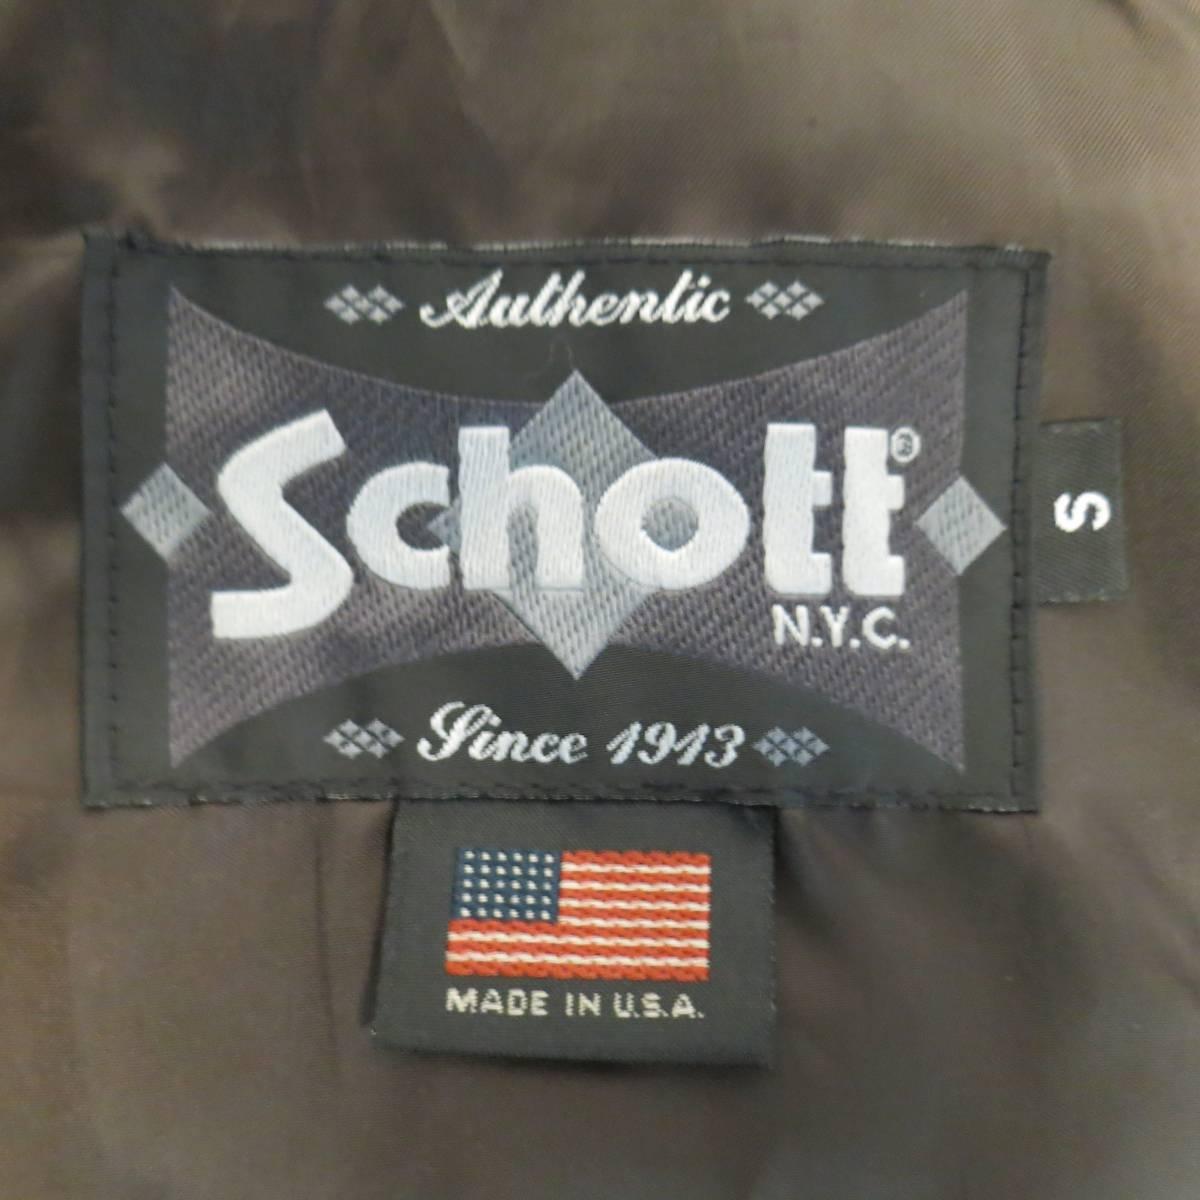 Authentic
Schott®
N.Y.C.
Since 1913
S
MADE IN U.S.A.